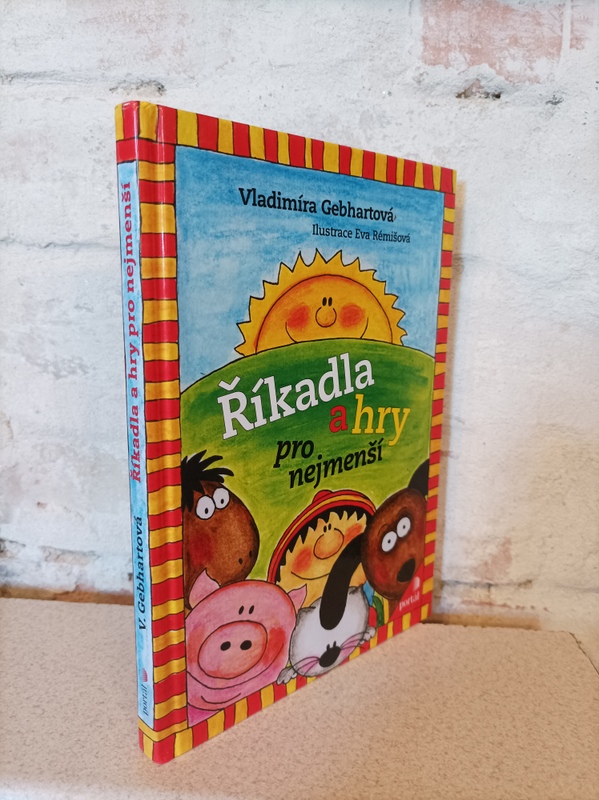 Vladimíra Gebhartová
Ilustrace Eva Rémišová
Říkadla
a hry
pro
nejmenší
portál
V. Gebhartová Říkadla a hry pro nejmenší
portál